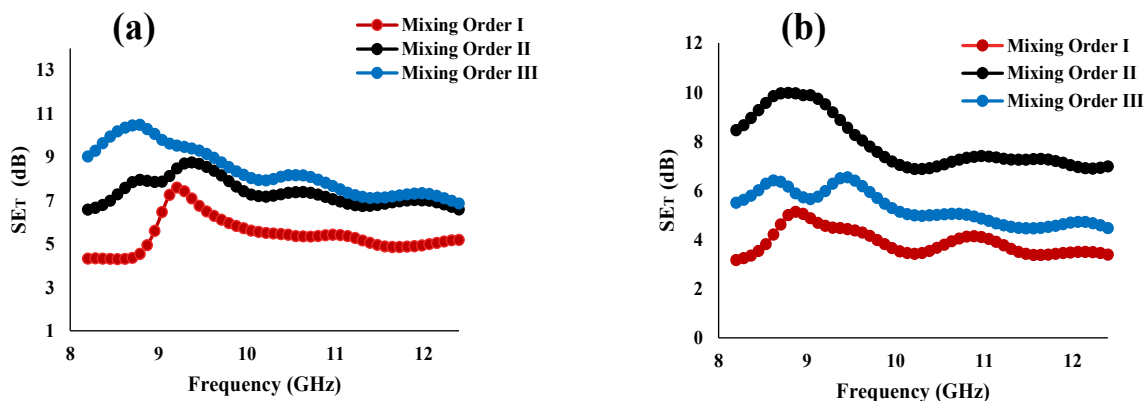 (a)
Mixing Order I
Mixing Order II
Mixing Order III
13
11
9
7
5
3
1
SET (dB)
8 9 10 11 12
Frequency (GHz)
(b)
Mixing Order I
Mixing Order II
Mixing Order III
12
10
8
6
4
2
0
SET (dB)
8 9 10 11 12
Frequency (GHz)